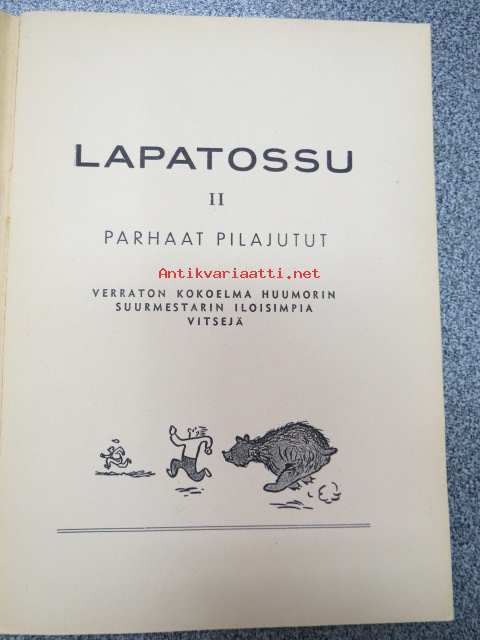 LAPATOSSU
II
PARHAAT PILAJUTUT
Antikvariaatti.net
VERRATON KOKOELMA HUUMORIN
SUURMESTARIN ILOISIMPIA
VITSEJÄ